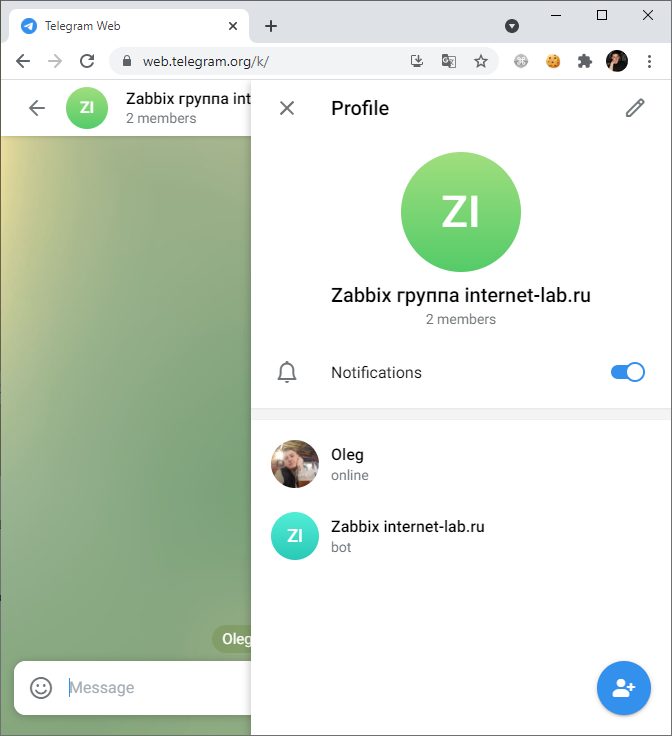 Telegram Web
web.telegram.org/k/
ZI
Zabbix группа int
2 members
Profile
ZI
Zabbix группа internet-lab.ru
2 members
Notifications
Oleg
online
ZI
Zabbix internet-lab.ru
bot
Oleg
Message